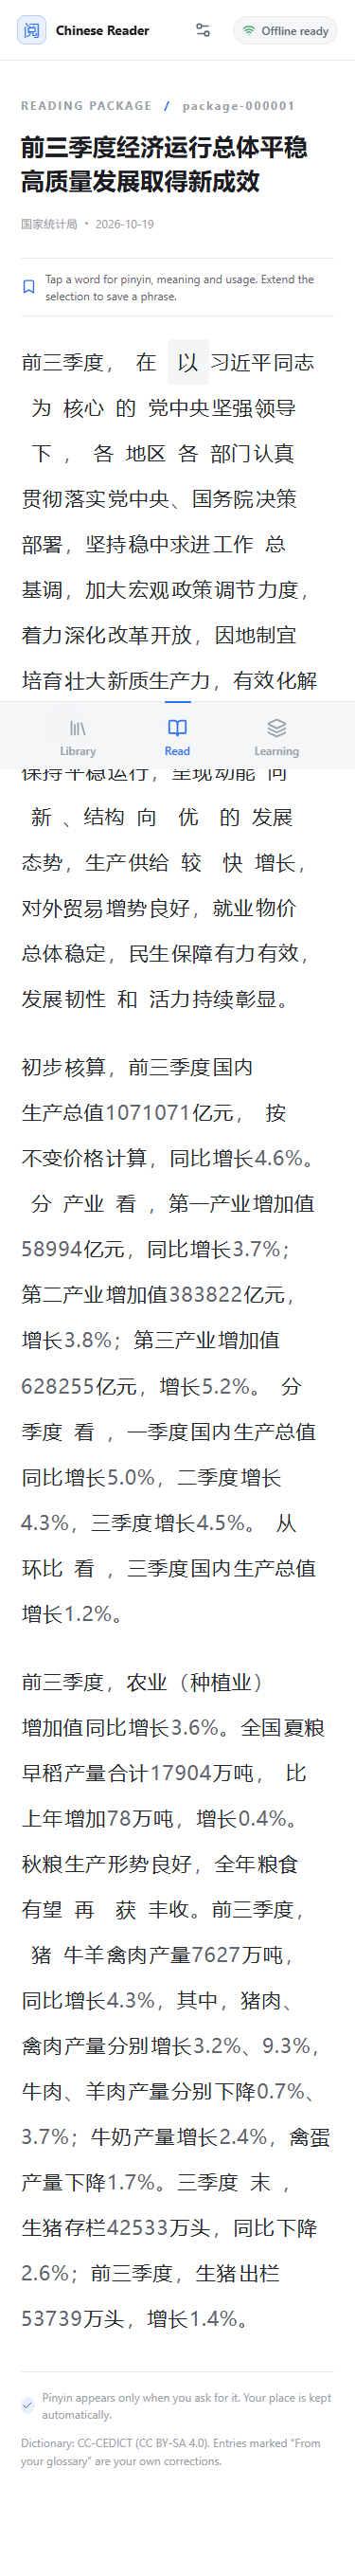 阅 Chinese Reader Offline ready
READING PACKAGE / package-000001
前三季度经济运行总体平稳
高质量发展取得新成效
国家统计局 • 2026-10-19
Tap a word for pinyin, meaning and usage. Extend the
selection to save a phrase.
前三季度， 在 以 习近平同志
为 核心 的 党中央坚强领导
下 ， 各 地区 各 部门认真
贯彻落实党中央、国务院决策
部署，坚持稳中求进工作 总
基调，加大宏观政策调节力度，
着力深化改革开放，因地制宜
培育壮大新质生产力，有效化解
Library Read Learning
保持平稳运行，呈现动能 向
新 、结构 向 优 的 发展
态势，生产供给 较 快 增长，
对外贸易增势良好，就业物价
总体稳定，民生保障有力有效，
发展韧性 和 活力持续彰显。
初步核算，前三季度国内
生产总值1071071亿元， 按
不变价格计算，同比增长4.6%。
分 产业 看 ，第一产业增加值
58994亿元，同比增长3.7%；
第二产业增加值383822亿元，
增长3.8%；第三产业增加值
628255亿元，增长5.2%。 分
季度 看 ，一季度国内生产总值
同比增长5.0%，二季度增长
4.3%，三季度增长4.5%。 从
环比 看 ，三季度国内生产总值
增长1.2%。
前三季度，农业（种植业）
增加值同比增长3.6%。全国夏粮
早稻产量合计17904万吨， 比
上年增加78万吨，增长0.4%。
秋粮生产形势良好，全年粮食
有望 再 获 丰收。前三季度，
猪 牛羊禽肉产量7627万吨，
同比增长4.3%，其中，猪肉、
禽肉产量分别增长3.2%、9.3%，
牛肉、羊肉产量分别下降0.7%、
3.7%；牛奶产量增长2.4%，禽蛋
产量下降1.7%。三季度 末 ，
生猪存栏42533万头，同比下降
2.6%；前三季度，生猪出栏
53739万头，增长1.4%。
Pinyin appears only when you ask for it. Your place is kept
automatically.
Dictionary: CC-CEDICT (CC BY-SA 4.0). Entries marked "From
your glossary" are your own corrections.